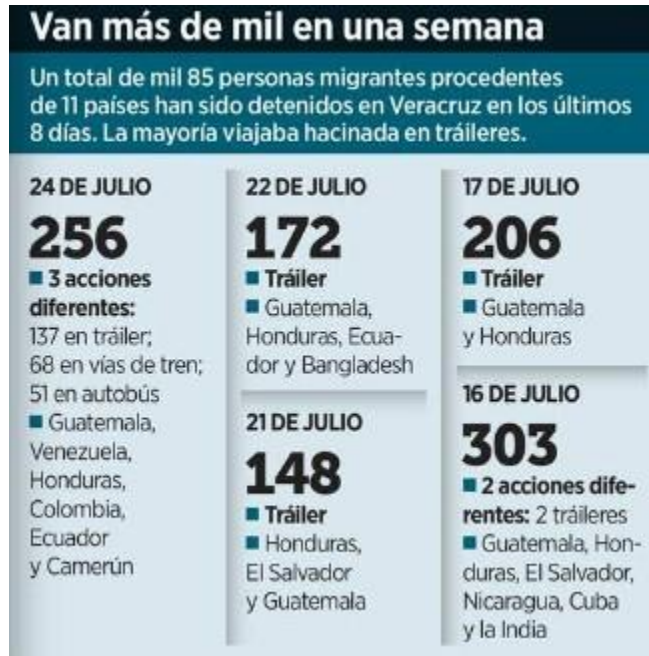 Van más de mil en una semana
Un total de mil 85 personas migrantes procedentes
de 11 países han sido detenidos en Veracruz en los últimos
8 días. La mayoría viajaba hacinada en tráileres.
24 DE JULIO
256
3 acciones
diferentes:
137 en tráiler;
68 en vías de tren;
51 en autobús
Guatemala,
Venezuela,
Honduras,
Colombia,
Ecuador
y Camerún
22 DE JULIO
172
Tráiler
Guatemala,
Honduras, Ecua-
dor y Bangladesh
21 DE JULIO
148
Tráiler
Honduras,
El Salvador
y Guatemala
17 DE JULIO
206
Tráiler
Guatemala
y Honduras
16 DE JULIO
303
2 acciones dife-
rentes: 2 tráileres
Guatemala, Hon-
duras, El Salvador,
Nicaragua, Cuba
y la India